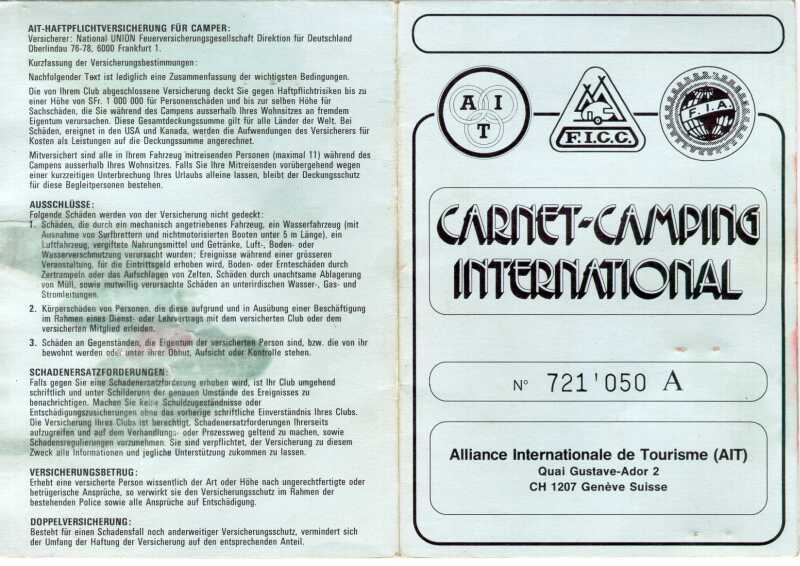 AIT-HAFTPFLICHTVERSICHERUNG FÜR CAMPER:
Versicherer: National UNION Feuerversicherungsgesellschaft Direktion für Deutschland
Oberlindau 76-78, 6000 Frankfurt 1.
Kurzfassung der Versicherungsbestimmungen:
Nachfolgender Text ist lediglich eine Zusammenfassung der wichtigsten Bedingungen.
Die von Ihrem Club abgeschlossene Versicherung deckt Sie gegen Haftpflichtrisiken bis zu
einer Höhe von SFr. 1 000 000 für Personenschäden und bis zur selben Höhe für
Sachschäden, die Sie während des Campens ausserhalb Ihres Wohnsitzes an fremdem
Eigentum verursachen. Diese Gesamtdeckungssumme gilt für alle Länder der Welt. Bei
Schäden, ereignet in den USA und Kanada, werden die Aufwendungen des Versicherers für
Kosten als Leistungen auf die Deckungssumme angerechnet.
Mitversichert sind alle in Ihrem Fahrzeug mitreisenden Personen (maximal 11) während des
Campens ausserhalb Ihres Wohnsitzes. Falls Sie Ihre Mitreisenden vorübergehend wegen
einer kurzzeitigen Unterbrechung Ihres Urlaubs alleine lassen, bleibt der Deckungsschutz
für diese Begleitpersonen bestehen.
AUSSCHLÜSSE:
Folgende Schäden werden von der Versicherung nicht gedeckt:
1. Schäden, die durch ein mechanisch angetriebenes Fahrzeug, ein Wasserfahrzeug (mit
Ausnahme von Surfbrettern und nichtmotorisierten Booten unter 5 m Länge), ein
Luftfahrzeug, vergiftete Nahrungsmittel und Getränke, Luft-, Boden- oder
Wasserverschmutzung verursacht wurden; Ereignisse während einer grösseren
Veranstaltung, für die Eintrittsgeld erhoben wird, Boden- oder Ernteschäden durch
Zertrampeln oder das Aufschlagen von Zelten, Schäden durch unachtsame Ablagerung
von Müll, sowie mutwillig verursachte Schäden an unterirdischen Wasser-, Gas- und
Stromleitungen.
2. Körperschäden von Personen, die diese aufgrund und in Ausübung einer Beschäftigung
im Rahmen eines Dienst- oder Lehrvertrags mit dem versicherten Club oder dem
versicherten Mitglied erleiden.
3. Schäden an Gegenständen, die Eigentum der versicherten Person sind, bzw. die von ihr
bewohnt werden oder unter ihrer Obhut, Aufsicht oder Kontrolle stehen.
SCHADENERSATZFORDERUNGEN:
Falls gegen Sie eine Schadenersatzforderung erhoben wird, ist Ihr Club umgehend
schriftlich und unter Schilderung der genauen Umstände des Ereignisses zu
benachrichtigen. Machen Sie keine Schuldzugeständnisse oder
Entschädigungszusicherungen ohne das vorherige schriftliche Einverständnis Ihres Clubs.
Die Versicherung Ihres Clubs ist berechtigt, Schadenersatzforderungen Ihrerseits
aufzugreifen und auf dem Verhandlungs- oder Prozessweg geltend zu machen, sowie
Schadensregulierungen vorzunehmen. Sie sind verpflichtet, der Versicherung zu diesem
Zweck alle Informationen und jegliche Unterstützung zukommen zu lassen.
VERSICHERUNGSBETRUG:
Erhebt eine versicherte Person wissentlich der Art oder Höhe nach ungerechtfertigte oder
betrügerische Ansprüche, so verwirkt sie den Versicherungsschutz im Rahmen der
bestehenden Police sowie alle Ansprüche auf Entschädigung.
DOPPELVERSICHERUNG:
Besteht für einen Schadensfall noch anderweitiger Versicherungsschutz, vermindert sich
der Umfang der Haftung der Versicherung auf den entsprechenden Anteil.
A I T
F.I.C.C.
F.I.A
CARNET-CAMPING
INTERNATIONAL
N° 721'050 A
Alliance Internationale de Tourisme (AIT)
Quai Gustave-Ador 2
CH 1207 Genève Suisse